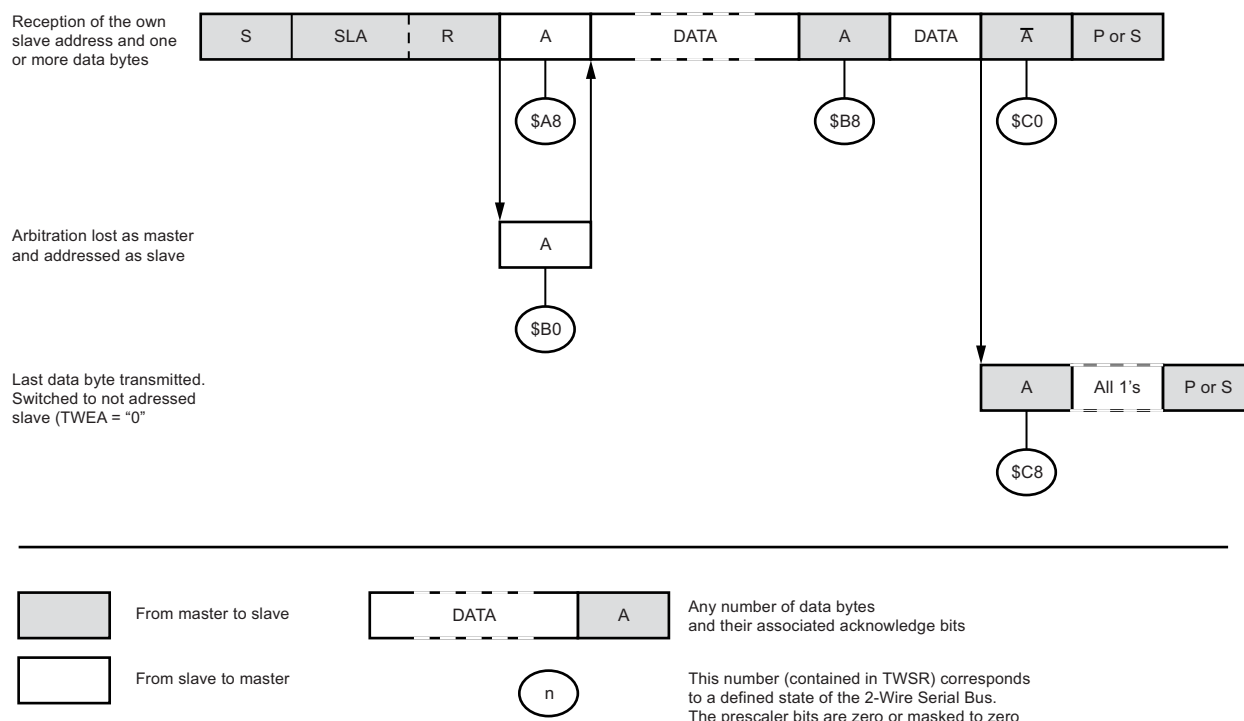 Reception of the own
slave address and one
or more data bytes
S SLA R A DATA A DATA A̅ P or S
$A8 $B8 $C0
Arbitration lost as master
and addressed as slave
A
$B0
Last data byte transmitted.
Switched to not adressed
slave (TWEA = “0”
A All 1's P or S
$C8
From master to slave
DATA A
Any number of data bytes
and their associated acknowledge bits
From slave to master
n
This number (contained in TWSR) corresponds
to a defined state of the 2-Wire Serial Bus.
The prescaler bits are zero or masked to zero